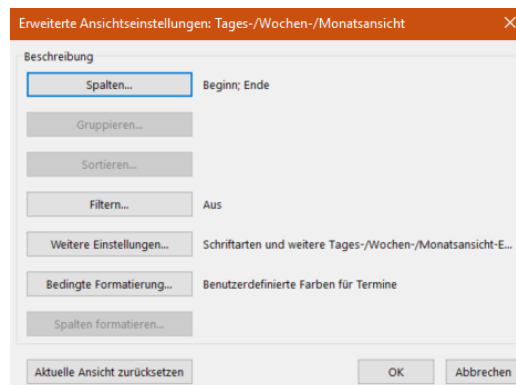 Erweiterte Ansichtseinstellungen: Tages-/Wochen-/Monatsansicht
Beschreibung
Spalten... Beginn; Ende
Gruppieren...
Sortieren...
Filtern... Aus
Weitere Einstellungen... Schriftarten und weitere Tages-/Wochen-/Monatsansicht-E...
Bedingte Formatierung... Benutzerdefinierte Farben für Termine
Spalten formatieren...
Aktuelle Ansicht zurücksetzen OK Abbrechen